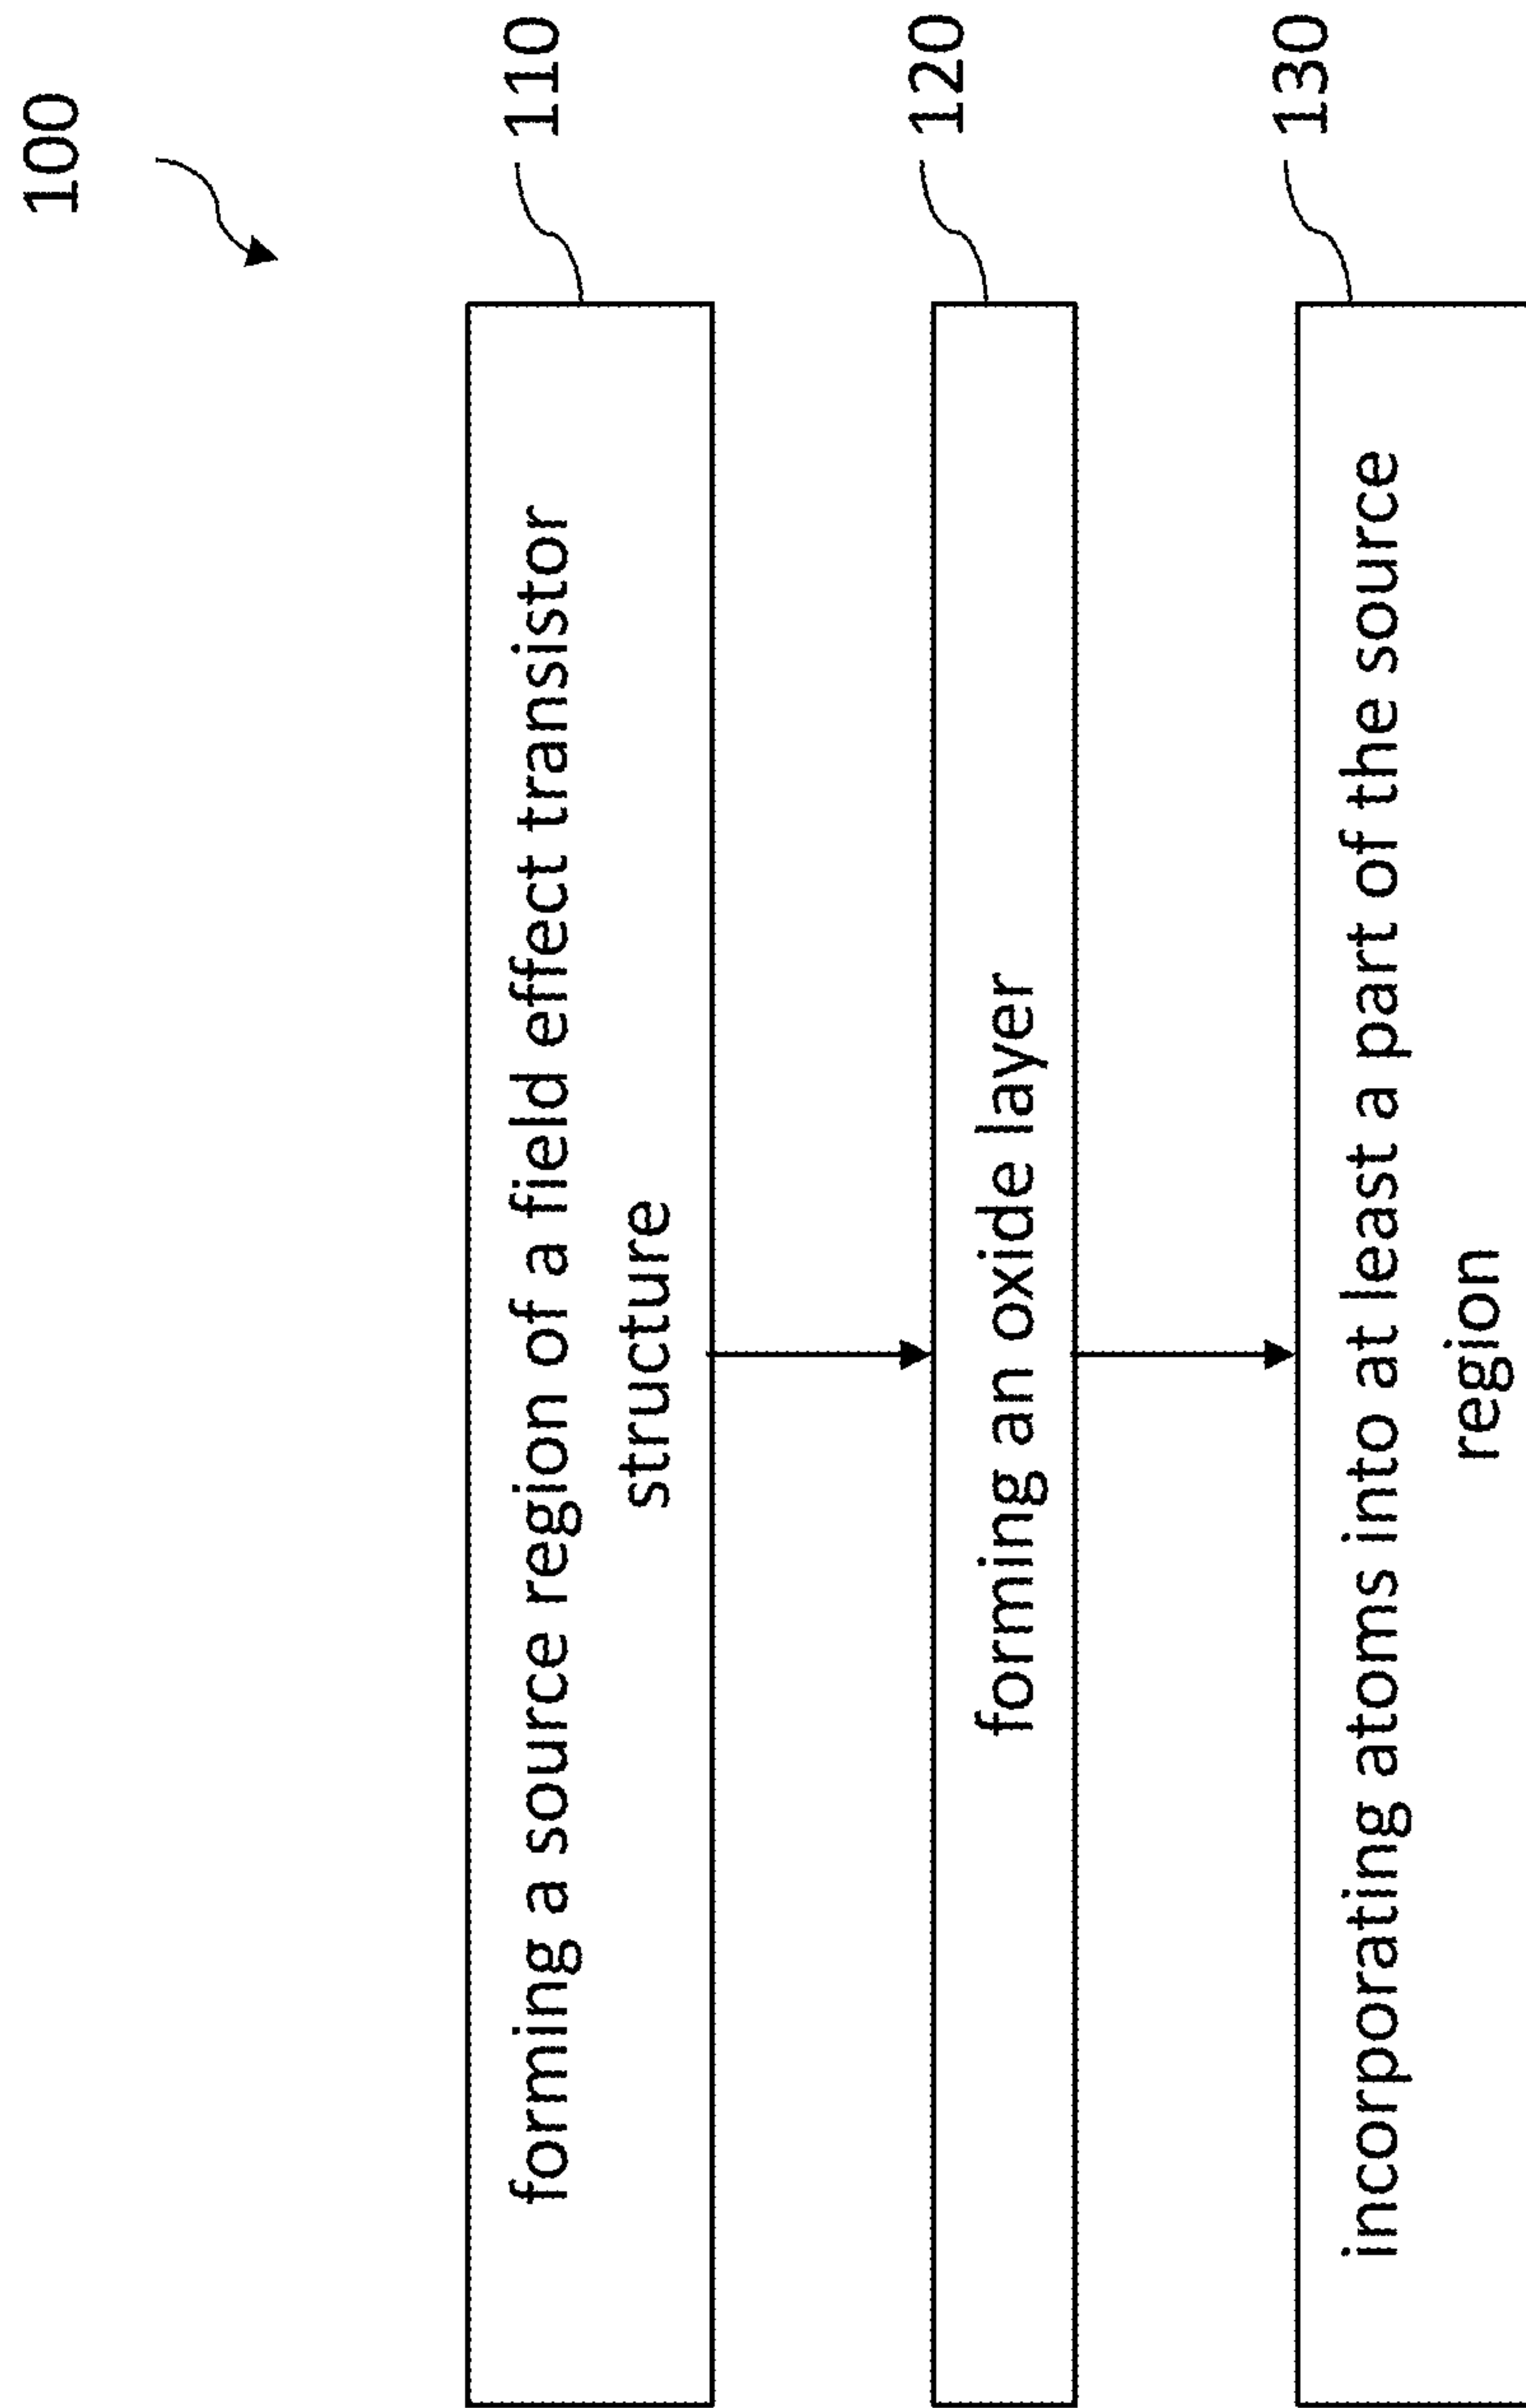 100
forming a source region of a field effect transistor
structure
110
forming an oxide layer
120
incorporating atoms into at least a part of the source
region
130